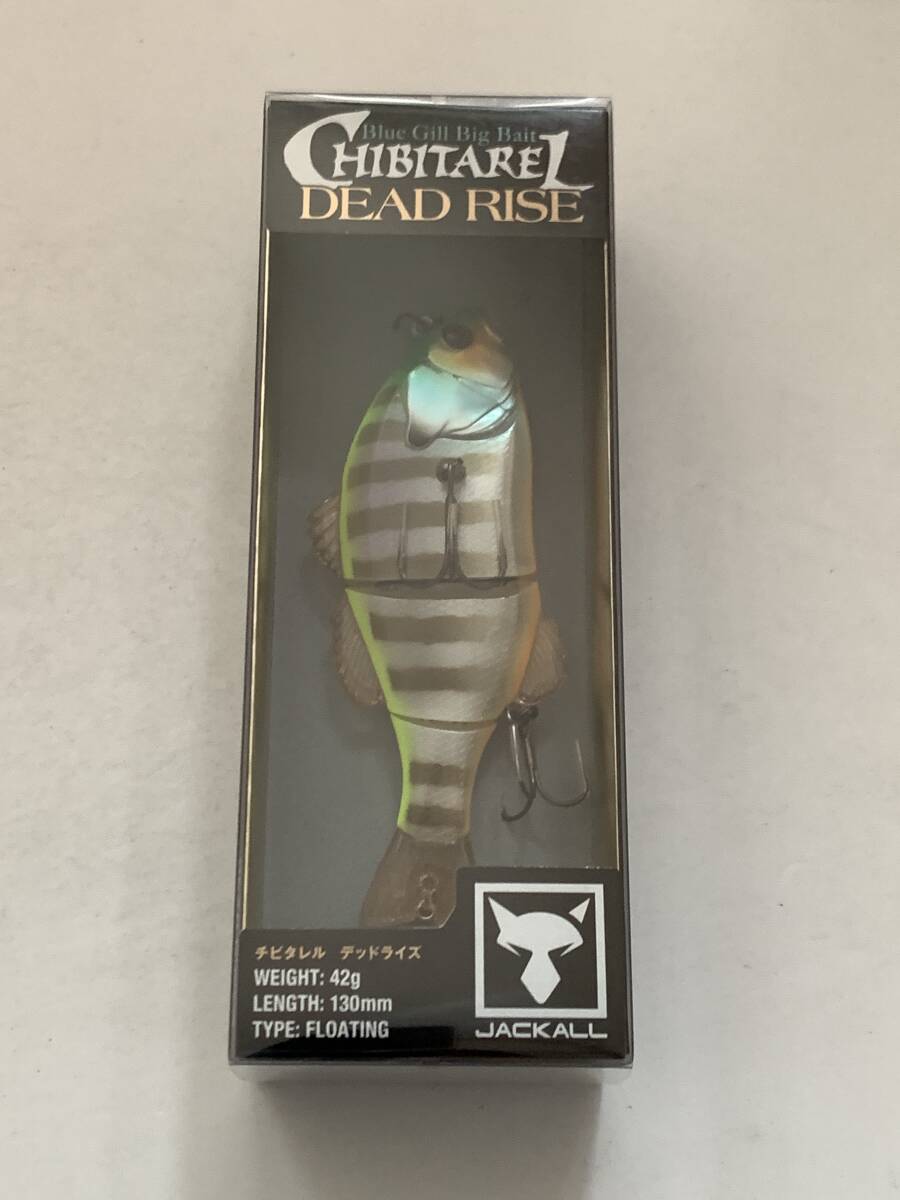 Blue Gill Big Bait
CHIBITAREL
DEAD RISE
チビタレル デッドライズ
WEIGHT: 42g
LENGTH: 130mm
TYPE: FLOATING
JACKALL